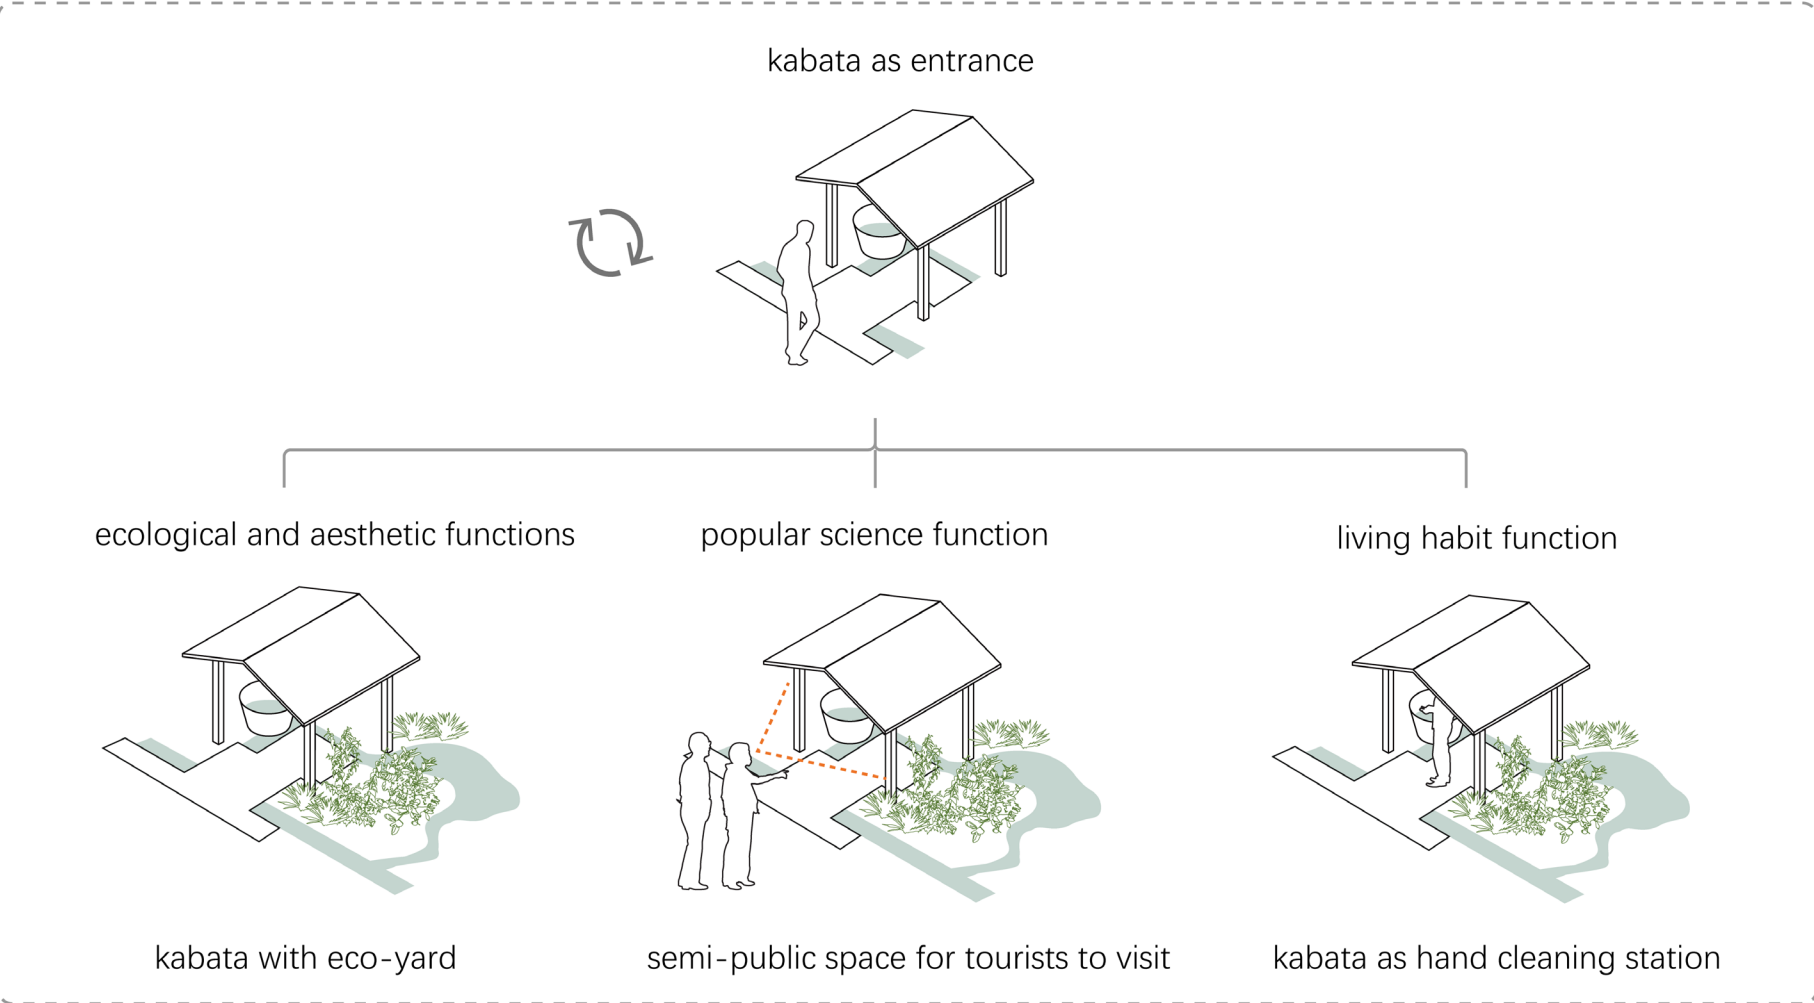 kabata as entrance
ecological and aesthetic functions
popular science function
living habit function
kabata with eco-yard
semi-public space for tourists to visit
kabata as hand cleaning station